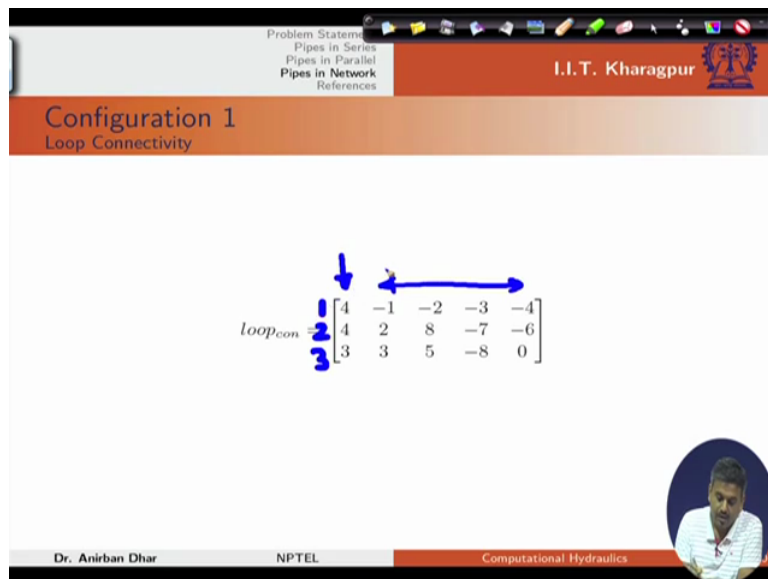 Problem Stateme
Pipes in Series
Pipes in Parallel
Pipes in Network
References
I.I.T. Kharagpur
Configuration 1
Loop Connectivity
1 [4 −1 −2 −3 −4]
loop_con = 2 [4 2 8 −7 −6]
3 [3 3 5 −8 0]
Dr. Anirban Dhar NPTEL Computational Hydraulics